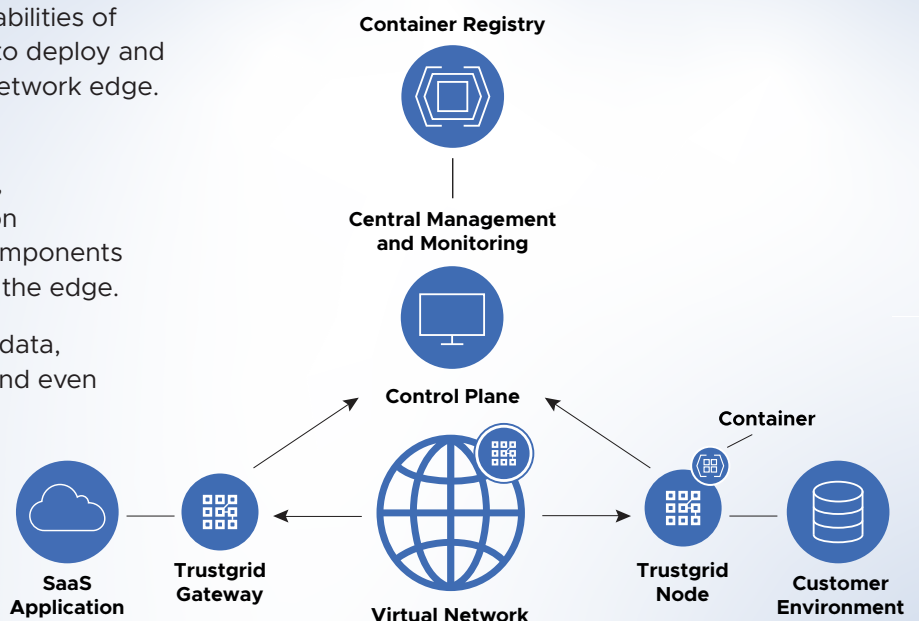 abilities of
to deploy and
etwork edge.
on
mponents
the edge.
data,
nd even
Container Registry
Central Management
and Monitoring
Control Plane
Container
SaaS
Application
Trustgrid
Gateway
Virtual Network
Trustgrid
Node
Customer
Environment